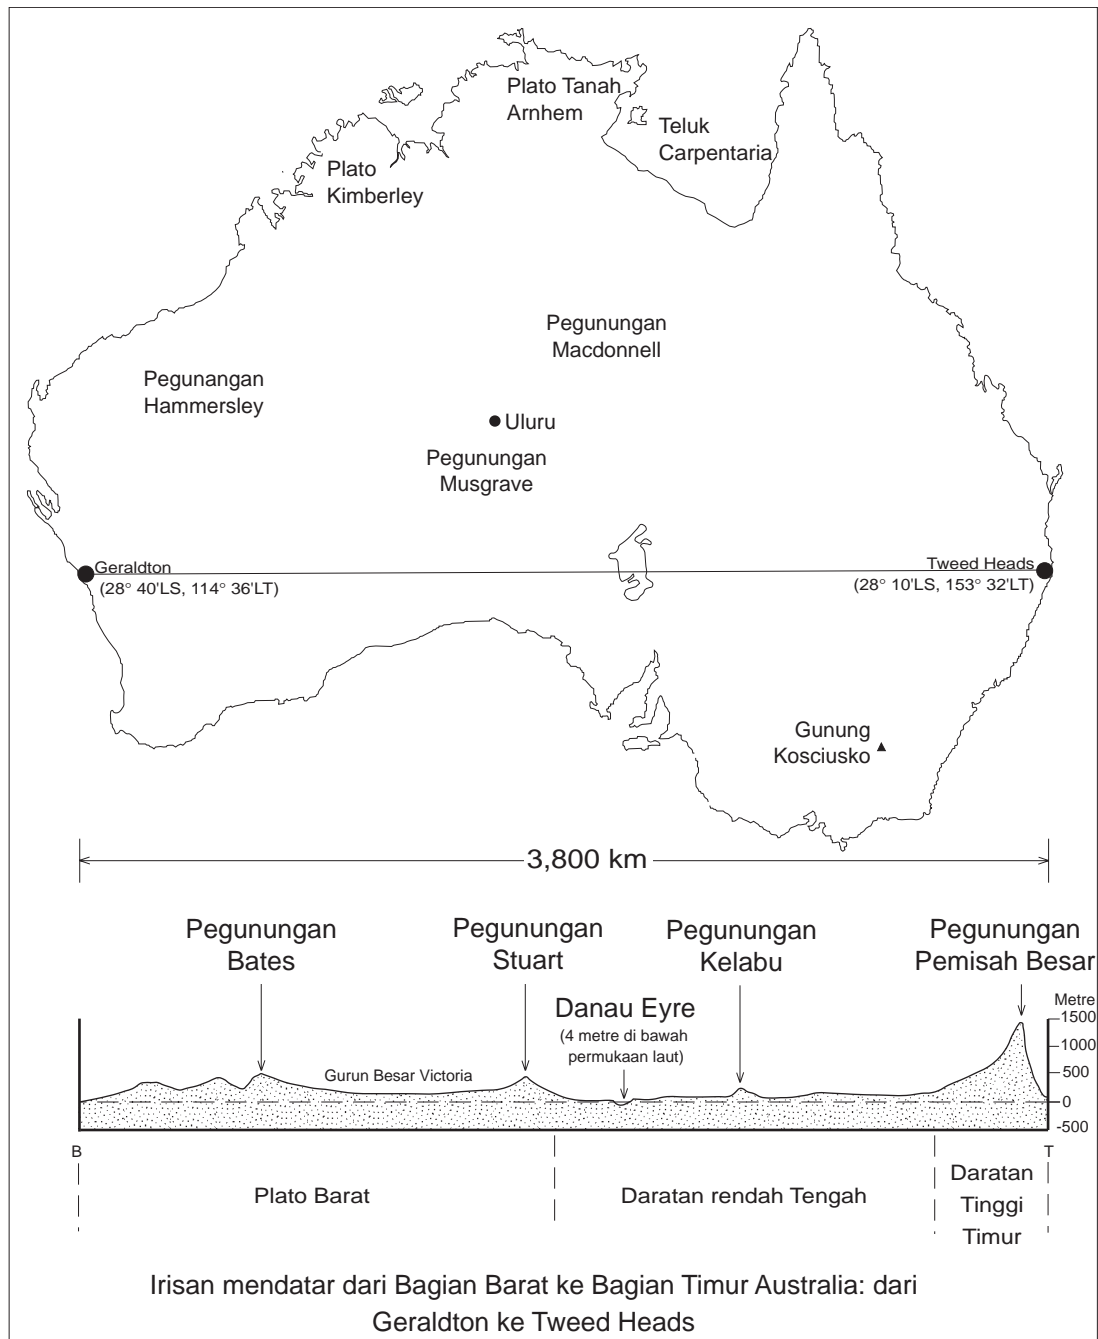 Plato Tanah
Arnhem
Teluk
Carpentaria
Plato
Kimberley
Pegunungan
Macdonnell
Pegunangan
Hammersley
Uluru
Pegunungan
Musgrave
Geraldton
(28° 40'LS, 114° 36'LT)
Tweed Heads
(28° 10'LS, 153° 32'LT)
Gunung
Kosciusko
3,800 km
Pegunungan
Bates
Pegunungan
Stuart
Pegunungan
Kelabu
Pegunungan
Pemisah Besar
Danau Eyre
(4 metre di bawah
permukaan laut)
Gurun Besar Victoria
Metre
1500
1000
500
0
-500
B
T
Plato Barat
Daratan rendah Tengah
Daratan
Tinggi
Timur
Irisan mendatar dari Bagian Barat ke Bagian Timur Australia: dari
Geraldton ke Tweed Heads